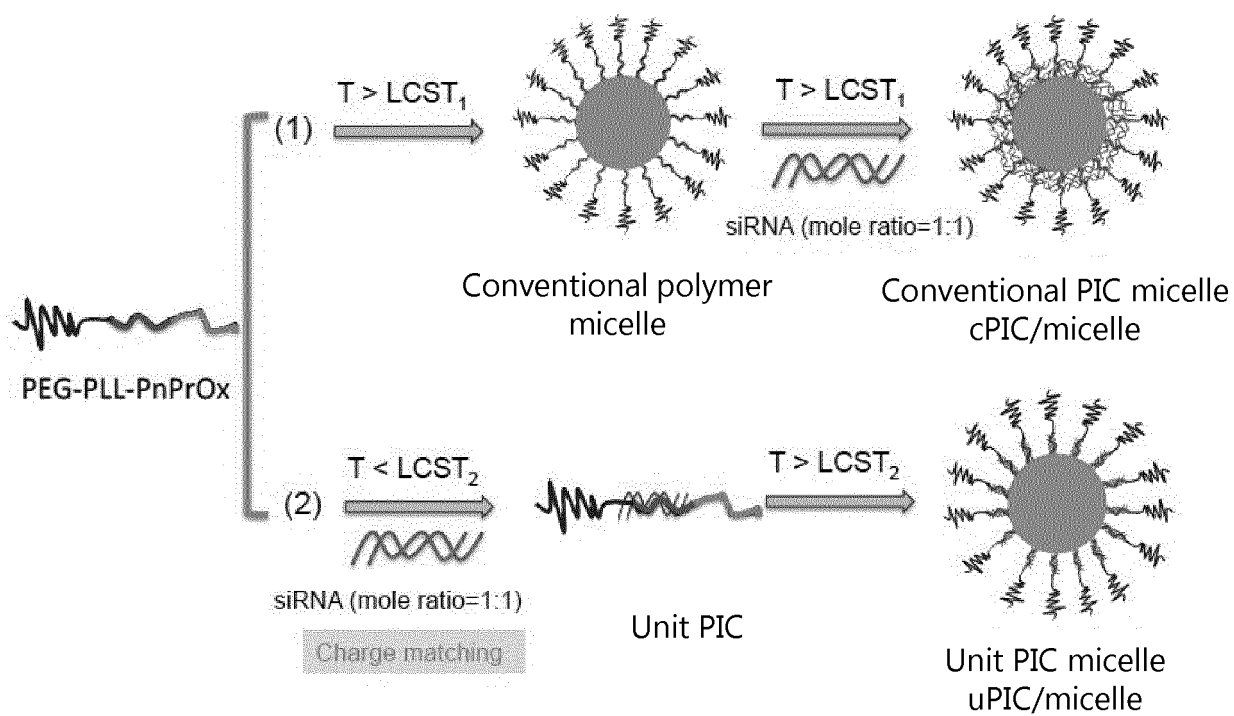 (1)
T > LCST₁
T > LCST₁
siRNA (mole ratio=1:1)
Conventional polymer
micelle
Conventional PIC micelle
cPIC/micelle
PEG-PLL-PnPrOx
(2)
T < LCST₂
siRNA (mole ratio=1:1)
Charge matching
Unit PIC
T > LCST₂
Unit PIC micelle
uPIC/micelle